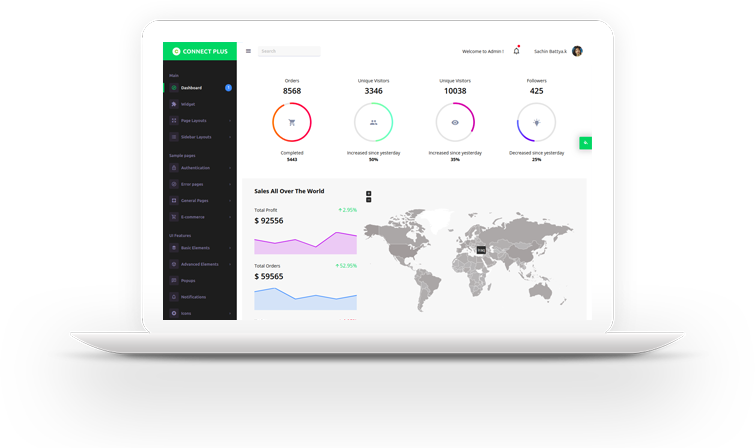 C CONNECT PLUS
Search
Welcome to Admin !
Sachin Battya.k
Main
Dashboard
Widget
Page Layouts
Sidebar Layouts
Sample pages
Authentication
Error pages
General Pages
E-commerce
UI Features
Basic Elements
Advanced Elements
Popups
Notifications
Icons
Orders
8568
Completed
5443
Unique Visitors
3346
Increased since yesterday
50%
Unique Visitors
10038
Increased since yesterday
35%
Followers
425
Decreased since yesterday
25%
Sales All Over The World
Total Profit
+2.95%
$ 92556
Total Orders
+52.95%
$ 59565
+
-